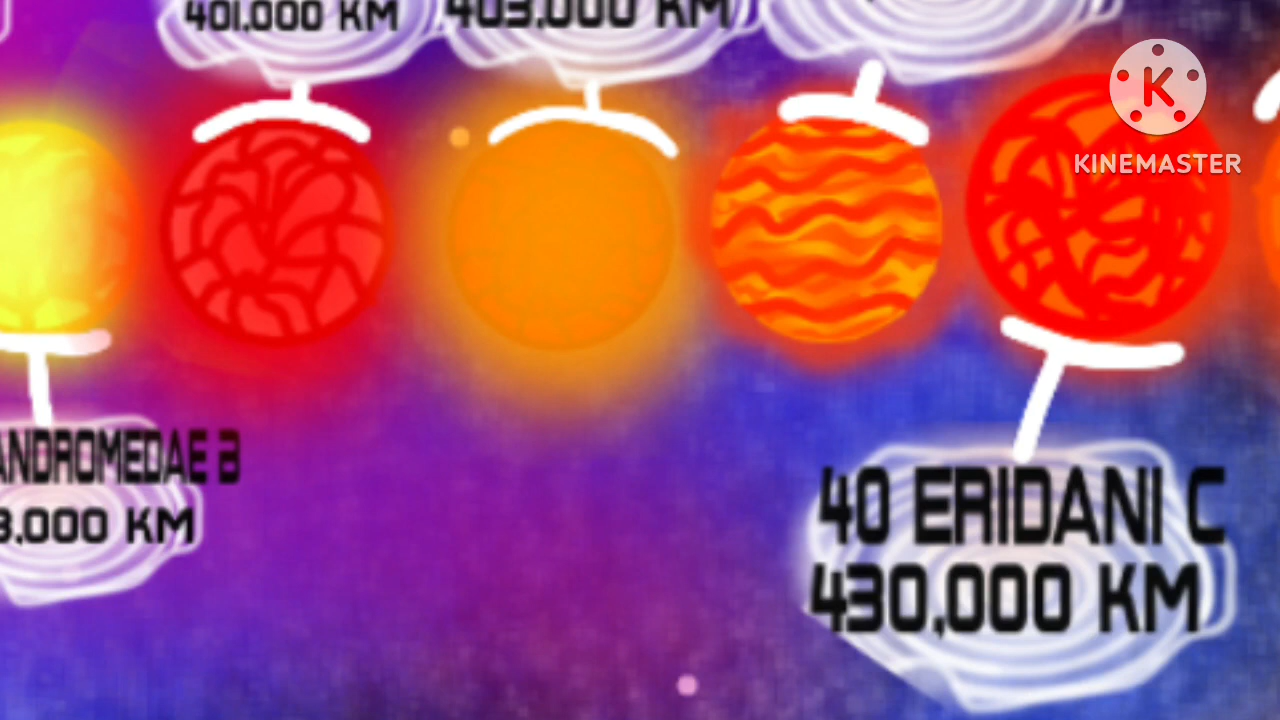 401,000 KM
403,000 KM
KINEMASTER
ANDROMEDAE B
3,000 KM
40 ERIDANI C
430,000 KM